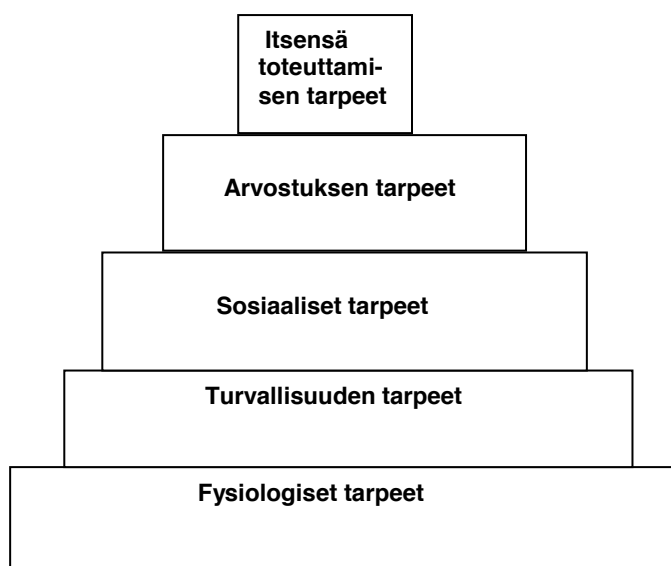 Itsensä
toteuttami-
sen tarpeet
Arvostuksen tarpeet
Sosiaaliset tarpeet
Turvallisuuden tarpeet
Fysiologiset tarpeet